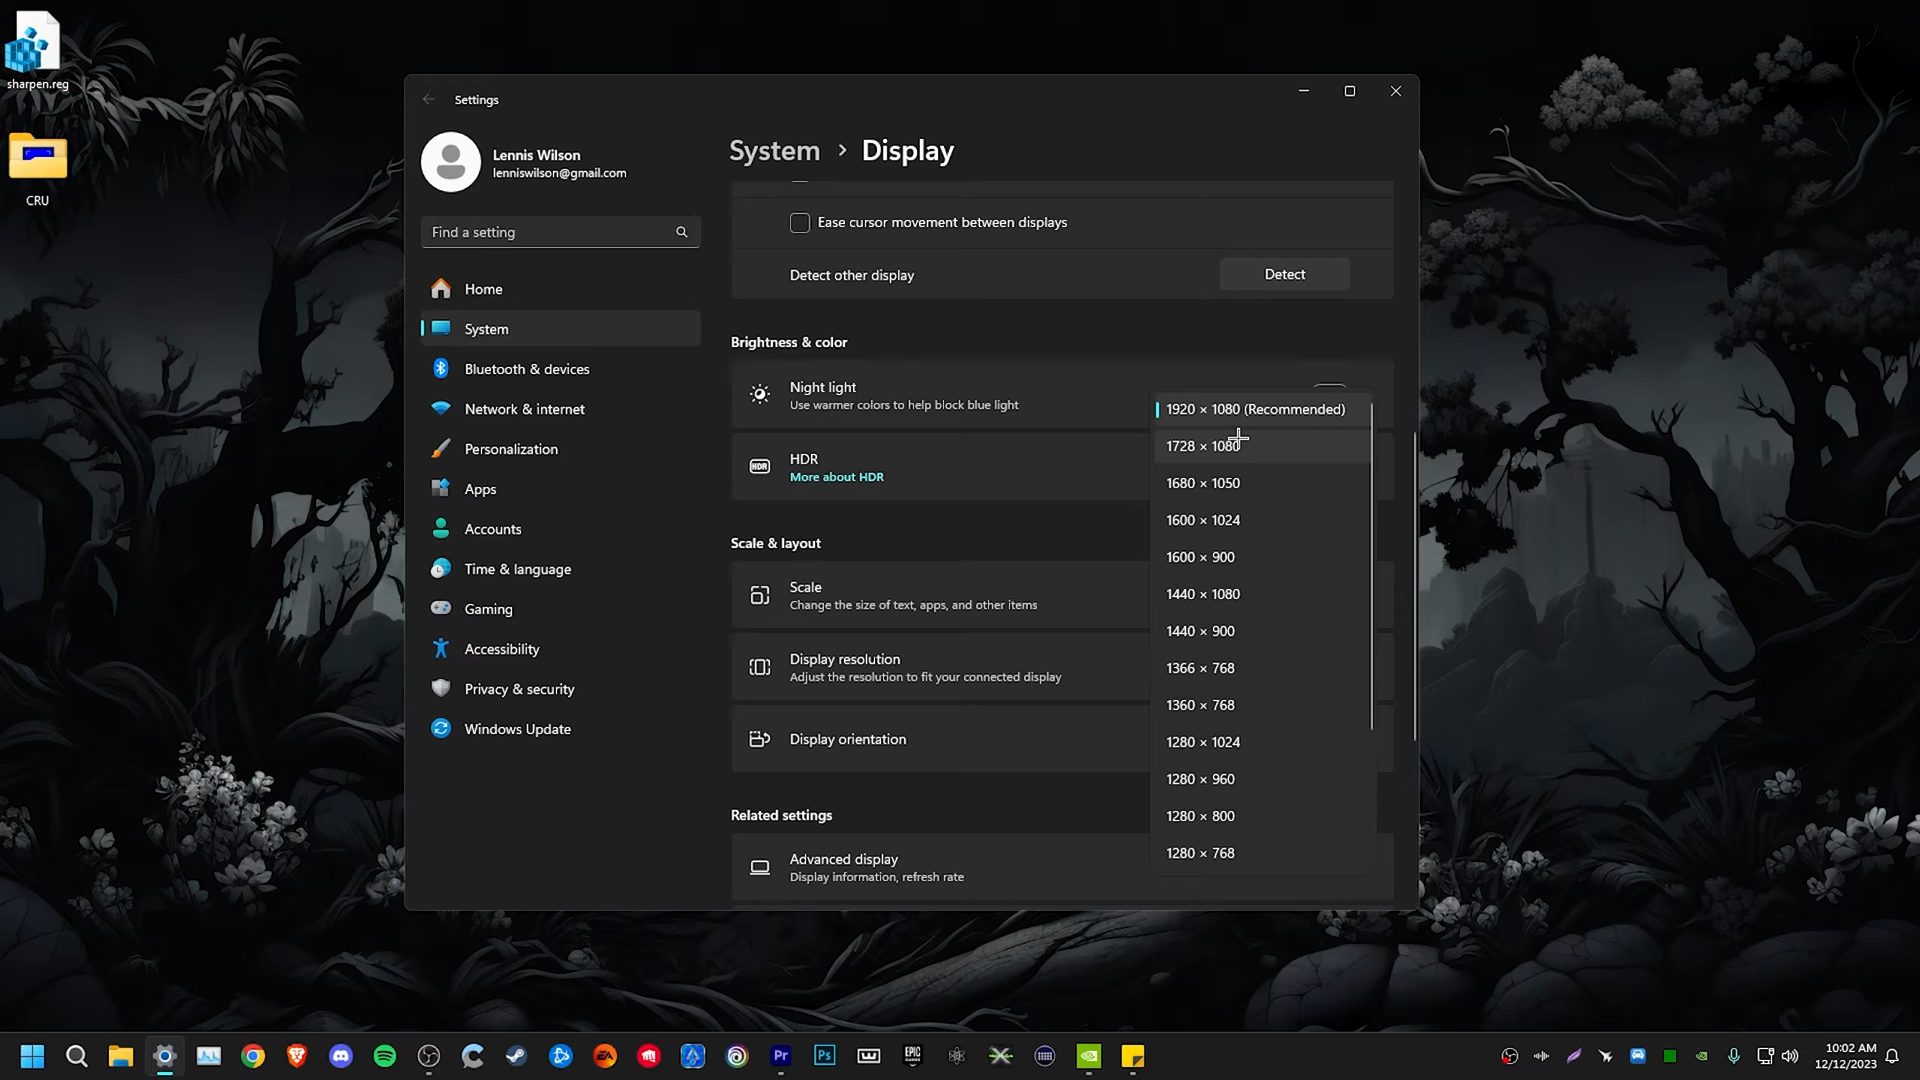 sharpen.reg
CRU
Settings
Lennis Wilson
lenniswilson@gmail.com
Find a setting
Home
System
Bluetooth & devices
Network & internet
Personalization
Apps
Accounts
Time & language
Gaming
Accessibility
Privacy & security
Windows Update
System > Display
Ease cursor movement between displays
Detect other display
Detect
Brightness & color
Night light
Use warmer colors to help block blue light
HDR
HDR
More about HDR
Scale & layout
Scale
Change the size of text, apps, and other items
Display resolution
Adjust the resolution to fit your connected display
Display orientation
Related settings
Advanced display
Display information, refresh rate
1920 × 1080 (Recommended)
1728 × 1080
1680 × 1050
1600 × 1024
1600 × 900
1440 × 1080
1440 × 900
1366 × 768
1360 × 768
1280 × 1024
1280 × 960
1280 × 800
1280 × 768
EA
Pr
Ps
EPIC
GAMES
10:02 AM
12/12/2023